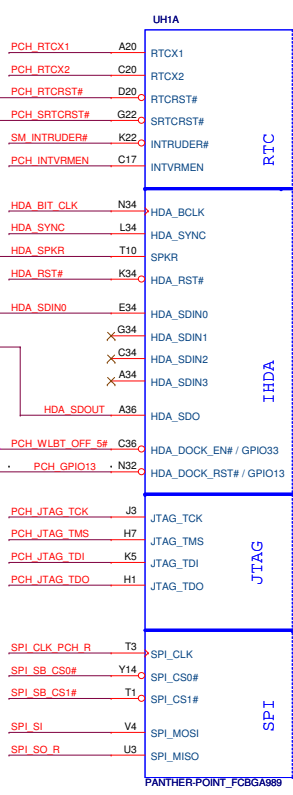 UH1A
PCH_RTCX1 A20 RTCX1
PCH_RTCX2 C20 RTCX2
PCH_RTCRST# D20 RTCRST#
PCH_SRTCRST# G22 SRTCRST#
SM_INTRUDER# K22 INTRUDER#
PCH_INTVRMEN C17 INTVRMEN
RTC
HDA_BIT_CLK N34 HDA_BCLK
HDA_SYNC L34 HDA_SYNC
HDA_SPKR T10 SPKR
HDA_RST# K34 HDA_RST#
HDA_SDIN0 E34 HDA_SDIN0
G34 HDA_SDIN1
C34 HDA_SDIN2
A34 HDA_SDIN3
IHDA
HDA_SDOUT A36 HDA_SDO
PCH_WLBT_OFF_5# C36 HDA_DOCK_EN# / GPIO33
PCH_GPIO13 N32 HDA_DOCK_RST# / GPIO13
PCH_JTAG_TCK J3 JTAG_TCK
PCH_JTAG_TMS H7 JTAG_TMS
PCH_JTAG_TDI K5 JTAG_TDI
PCH_JTAG_TDO H1 JTAG_TDO
JTAG
SPI_CLK_PCH_R T3 SPI_CLK
SPI_SB_CS0# Y14 SPI_CS0#
SPI_SB_CS1# T1 SPI_CS1#
SPI_SI V4 SPI_MOSI
SPI_SO_R U3 SPI_MISO
SPI
PANTHER-POINT_FCBGA989